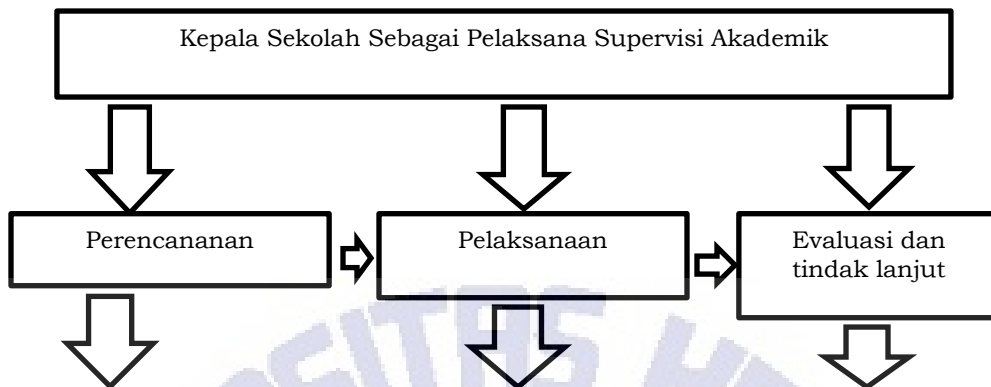 Kepala Sekolah Sebagai Pelaksana Supervisi Akademik
Perencananan
Pelaksanaan
Evaluasi dan
tindak lanjut